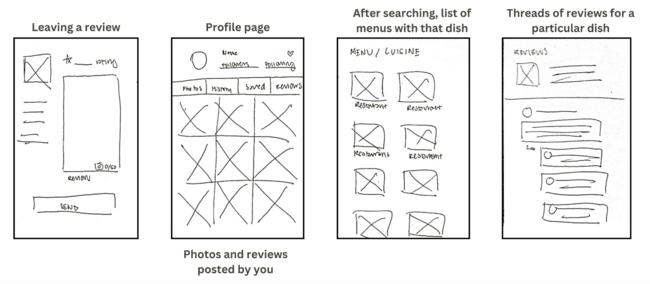 Leaving a review
Profile page
After searching, list of
menus with that dish
Threads of reviews for a
particular dish
rating
REVIEW
SEND
Name
followers following
Photos History Saved REVIEWS
MENU / CUISINE
Restaurant Restaurant
Restaurant Restaurant
REVIEWS
Photos and reviews
posted by you